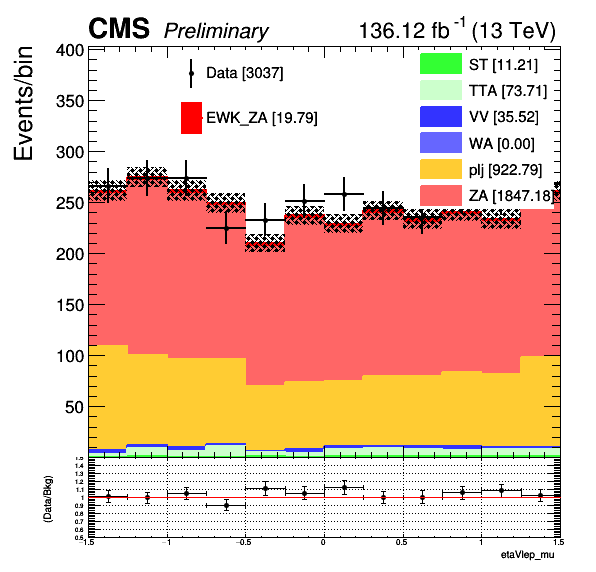 CMS Preliminary 136.12 fb⁻¹ (13 TeV)
Events/bin
400
350
300
250
200
150
100
50
Data [3037]
EWK_ZA [19.79]
ST [11.21]
TTA [73.71]
VV [35.52]
WA [0.00]
plj [922.79]
ZA [1847.18]
(Data/Bkg)
1.5
1.4
1.3
1.2
1.1
1.0
0.9
0.8
0.7
0.6
0.5
−1.5 −1 −0.5 0 0.5 1 1.5
etaVlep_mu